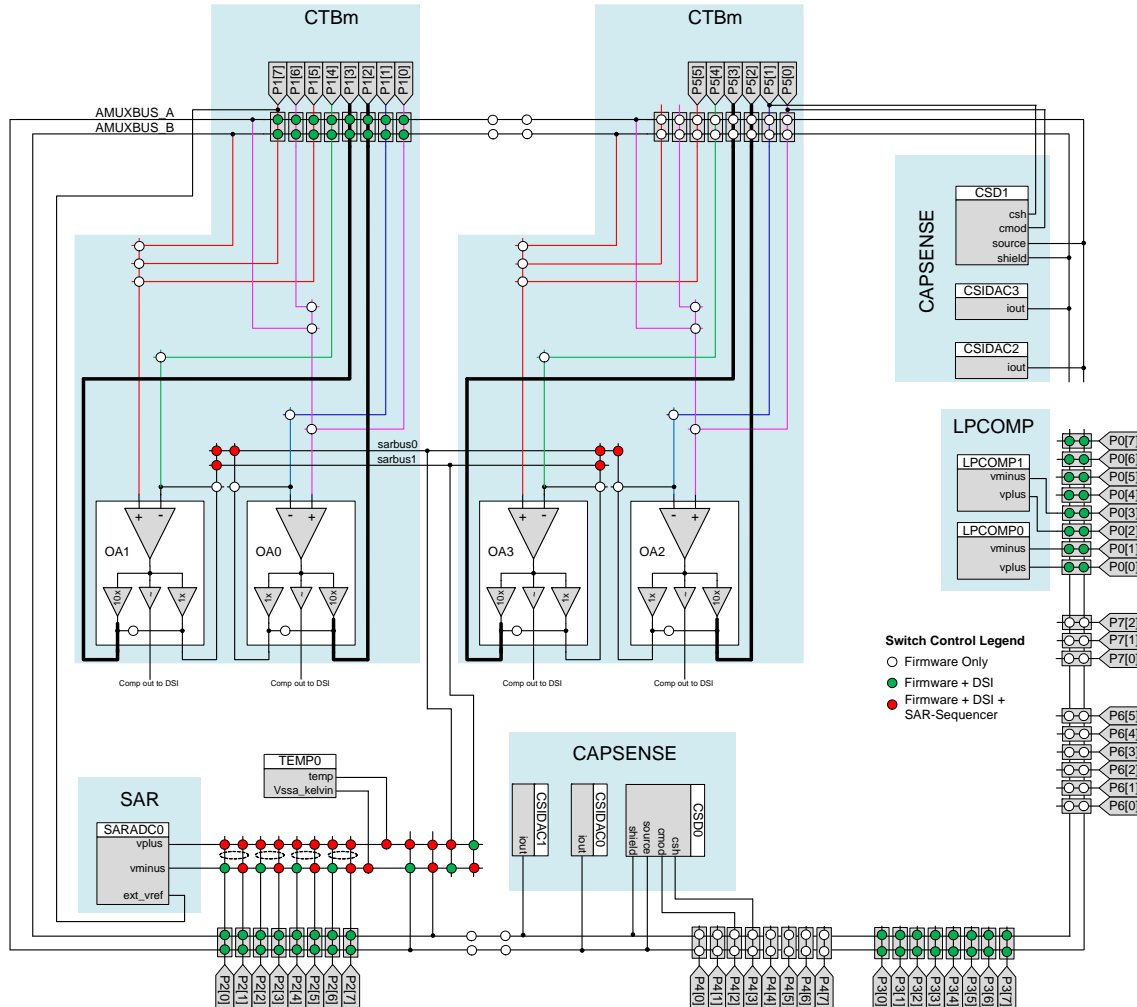 CTBm
CTBm
P1[7]
P1[6]
P1[5]
P1[4]
P1[3]
P1[2]
P1[1]
P1[0]
P5[5]
P5[4]
P5[3]
P5[2]
P5[1]
P5[0]
AMUXBUS_A
AMUXBUS_B
CAPSENSE
CSD1
csh
cmod
source
shield
CSIDAC3
iout
CSIDAC2
iout
sarbus0
sarbus1
LPCOMP
LPCOMP1
vminus
vplus
LPCOMP0
vminus
vplus
P0[7]
P0[6]
P0[5]
P0[4]
P0[3]
P0[2]
P0[1]
P0[0]
+ -
OA1
10x
~
1x
- +
OA0
1x
~
10x
+ -
OA3
10x
~
1x
- +
OA2
1x
~
10x
Comp out to DSI
Comp out to DSI
Comp out to DSI
Comp out to DSI
P7[2]
P7[1]
P7[0]
Switch Control Legend
Firmware Only
Firmware + DSI
Firmware + DSI +
SAR-Sequencer
P6[5]
P6[4]
P6[3]
P6[2]
P6[1]
P6[0]
TEMP0
temp
Vssa_kelvin
SAR
SARADC0
vplus
vminus
ext_vref
CAPSENSE
CSIDAC1
iout
CSIDAC0
iout
CSD0
shield
source
cmod
csh
P2[0]
P2[1]
P2[2]
P2[3]
P2[4]
P2[5]
P2[6]
P2[7]
P4[0]
P4[1]
P4[2]
P4[3]
P4[4]
P4[5]
P4[6]
P4[7]
P3[0]
P3[1]
P3[2]
P3[3]
P3[4]
P3[5]
P3[6]
P3[7]